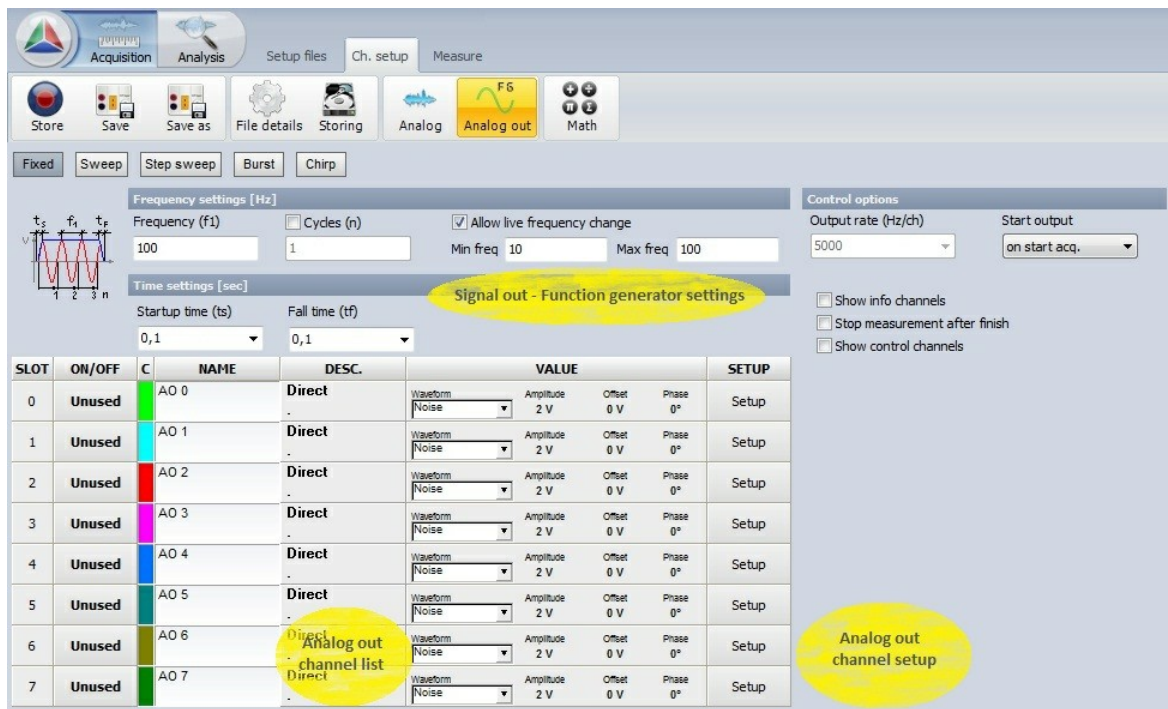 Acquisition Analysis Setup files Ch. setup Measure
Store Save Save as File details Storing Analog F6 Analog out Math
Fixed Sweep Step sweep Burst Chirp
Frequency settings [Hz] Control options
ts f1 tF Frequency (f1) Cycles (n) Allow live frequency change Output rate (Hz/ch) Start output
V 100 1 Min freq 10 Max freq 100 5000 on start acq.
1 2 3 n Time settings [sec] Signal out - Function generator settings
Show info channels
Startup time (ts) Fall time (tf) Stop measurement after finish
0,1 0,1 Show control channels
SLOT ON/OFF C NAME DESC. VALUE SETUP
0 Unused AO 0 Direct - Waveform Noise Amplitude 2 V Offset 0 V Phase 0° Setup
1 Unused AO 1 Direct - Waveform Noise Amplitude 2 V Offset 0 V Phase 0° Setup
2 Unused AO 2 Direct - Waveform Noise Amplitude 2 V Offset 0 V Phase 0° Setup
3 Unused AO 3 Direct - Waveform Noise Amplitude 2 V Offset 0 V Phase 0° Setup
4 Unused AO 4 Direct - Waveform Noise Amplitude 2 V Offset 0 V Phase 0° Setup
5 Unused AO 5 Direct - Waveform Noise Amplitude 2 V Offset 0 V Phase 0° Setup
6 Unused AO 6 Direct - Waveform Noise Amplitude 2 V Offset 0 V Phase 0° Setup
Analog out
channel list
Analog out
channel setup
7 Unused AO 7 Direct Waveform Noise Amplitude 2 V Offset 0 V Phase 0° Setup